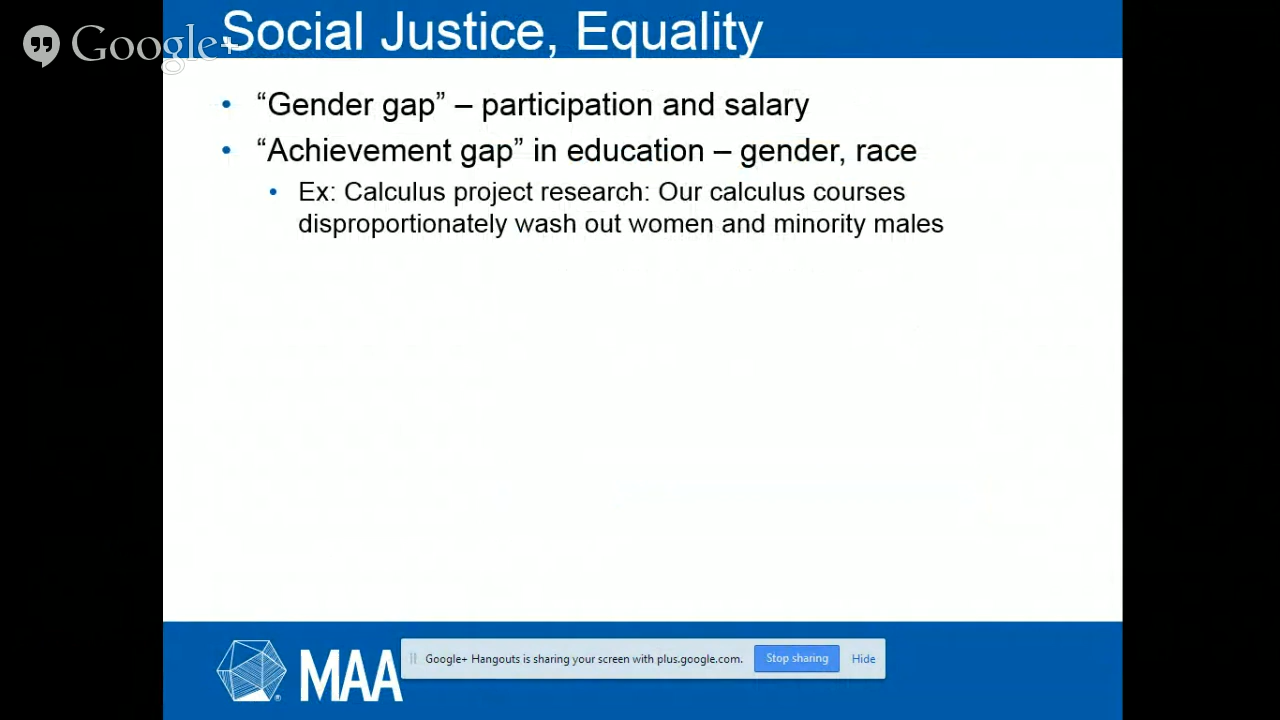 Google+
Social Justice, Equality
• “Gender gap” – participation and salary
• “Achievement gap” in education – gender, race
• Ex: Calculus project research: Our calculus courses
disproportionately wash out women and minority males
MAA
®
Google+ Hangouts is sharing your screen with plus.google.com. Stop sharing Hide